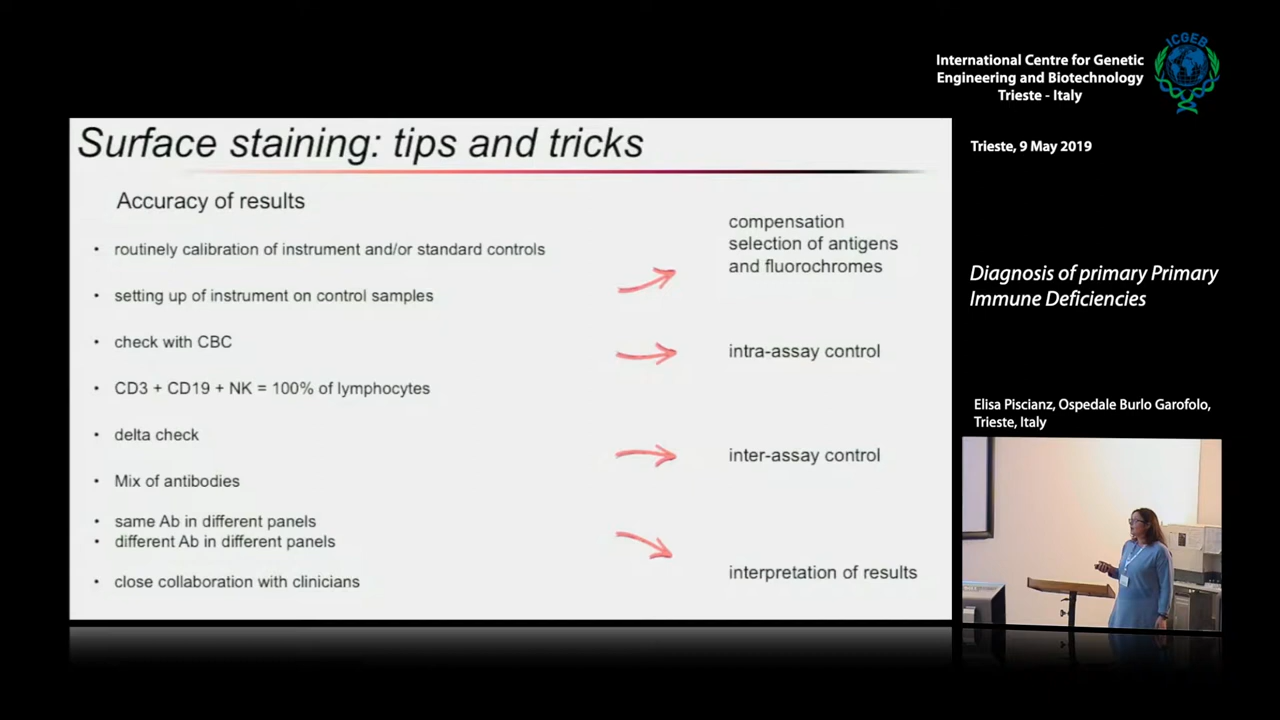 ICGEB
International Centre for Genetic
Engineering and Biotechnology
Trieste - Italy
Trieste, 9 May 2019
Surface staining: tips and tricks
Accuracy of results
• routinely calibration of instrument and/or standard controls
• setting up of instrument on control samples
• check with CBC
• CD3 + CD19 + NK = 100% of lymphocytes
• delta check
• Mix of antibodies
• same Ab in different panels
• different Ab in different panels
• close collaboration with clinicians
compensation
selection of antigens
and fluorochromes
intra-assay control
inter-assay control
interpretation of results
Diagnosis of primary Primary
Immune Deficiencies
Elisa Piscianz, Ospedale Burlo Garofolo,
Trieste, Italy